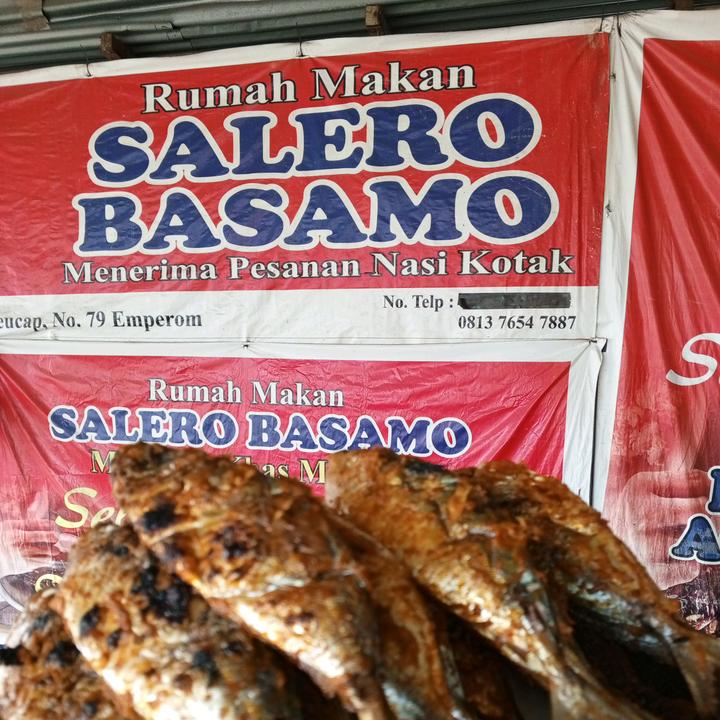 Rumah Makan
SALERO
BASAMO
Menerima Pesanan Nasi Kotak
No. Telp :
No. 79 Emperom
0813 7654 7887
Rumah Makan
SALERO BASAMO